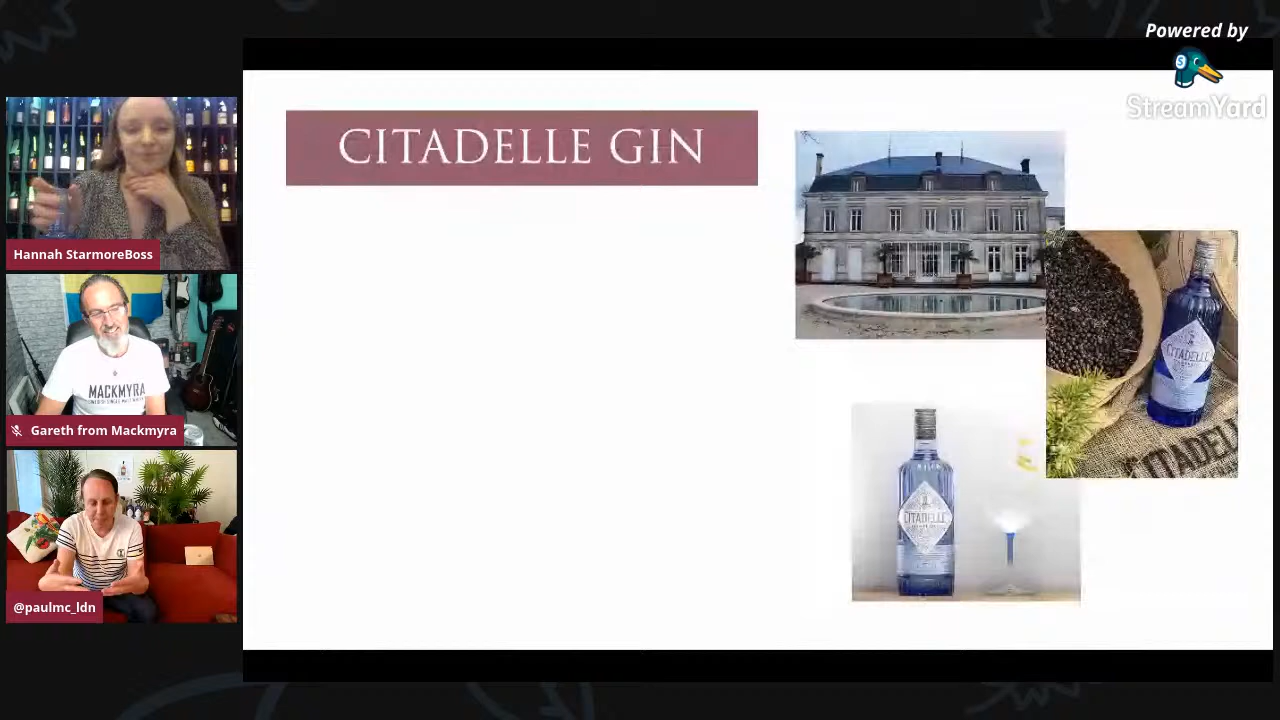 Powered by
StreamYard
CITADELLE GIN
Hannah StarmoreBoss
MACKMYRA
Gareth from Mackmyra
@paulmc_ldn
CITADELLE
CITADELLE
CITADELLE